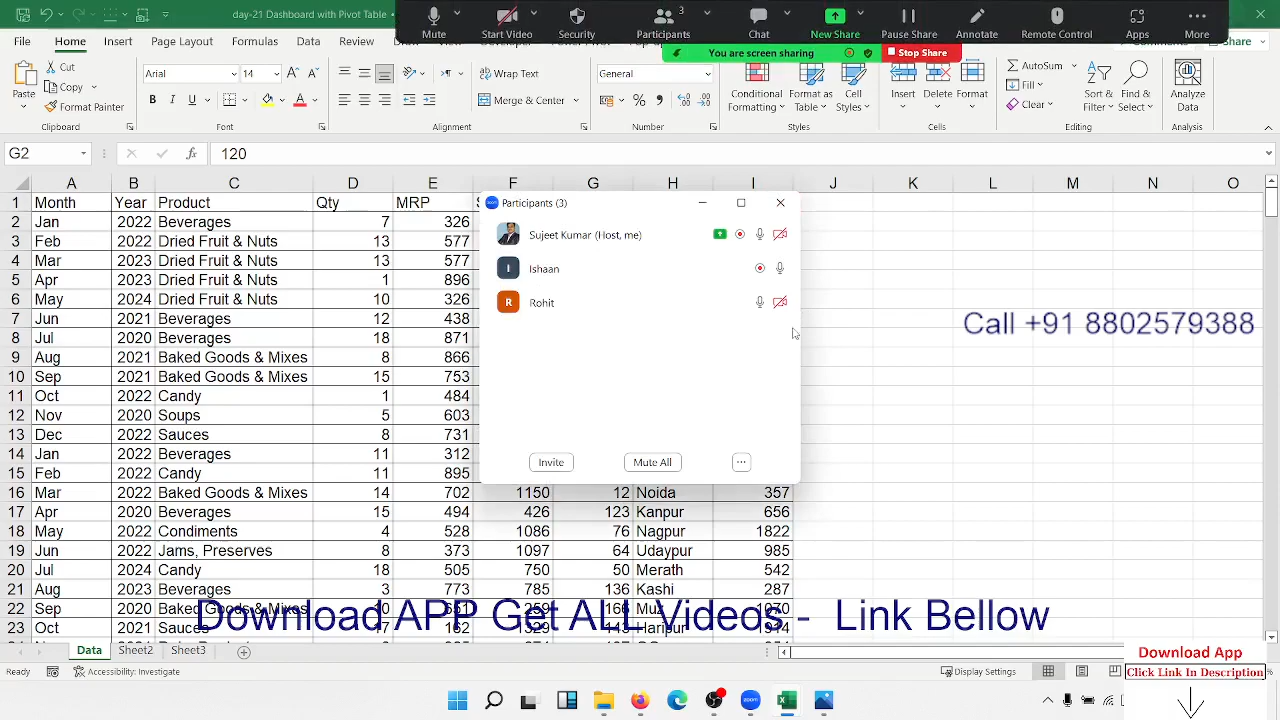 day-21 Dashboard with Pivot Table
Mute
Start Video
Security
Participants
3
Chat
New Share
Pause Share
Annotate
Remote Control
Apps
More
You are screen sharing
Stop Share
File Home Insert Page Layout Formulas Data Review
Share
Paste
Copy
Format Painter
Clipboard
Arial 14
B I U
Font
Wrap Text
Merge & Center
Alignment
General
Number
Conditional Formatting
Format as Table
Cell Styles
Styles
Insert Delete Format
Cells
AutoSum
Fill
Clear
Sort & Filter
Find & Select
Editing
Analyze Data
Analysis
G2 fx 120
A B C D E F G H I J K L M N O
1 Month Year Product Qty MRP
2 Jan 2022 Beverages 7 326
3 Feb 2022 Dried Fruit & Nuts 13 577
4 Mar 2023 Dried Fruit & Nuts 13 577
5 Apr 2023 Dried Fruit & Nuts 1 896
6 May 2024 Dried Fruit & Nuts 10 326
7 Jun 2021 Beverages 12 438
8 Jul 2020 Beverages 18 871
9 Aug 2021 Baked Goods & Mixes 8 866
10 Sep 2021 Baked Goods & Mixes 15 753
11 Oct 2022 Candy 1 484
12 Nov 2020 Soups 5 603
13 Dec 2022 Sauces 8 731
14 Jan 2022 Beverages 11 312
15 Feb 2022 Candy 11 895
16 Mar 2022 Baked Goods & Mixes 14 702 1150 12 Noida 357
17 Apr 2020 Beverages 15 494 426 123 Kanpur 656
18 May 2022 Condiments 4 528 1086 76 Nagpur 1822
19 Jun 2022 Jams, Preserves 8 373 1097 64 Udaypur 985
20 Jul 2024 Candy 18 505 750 50 Merath 542
21 Aug 2023 Beverages 3 773 785 136 Kashi 287
22 Sep 2020 Baked Goods & Mixes
23 Oct 2021
Participants (3)
Sujeet Kumar (Host, me)
I Ishaan
R Rohit
Invite
Mute All
Call +91 8802579388
Download APP Get ALL Videos - Link Bellow
Data Sheet2 Sheet3
Download App
Click Link In Description
Ready
Accessibility: Investigate
Display Settings
zoom